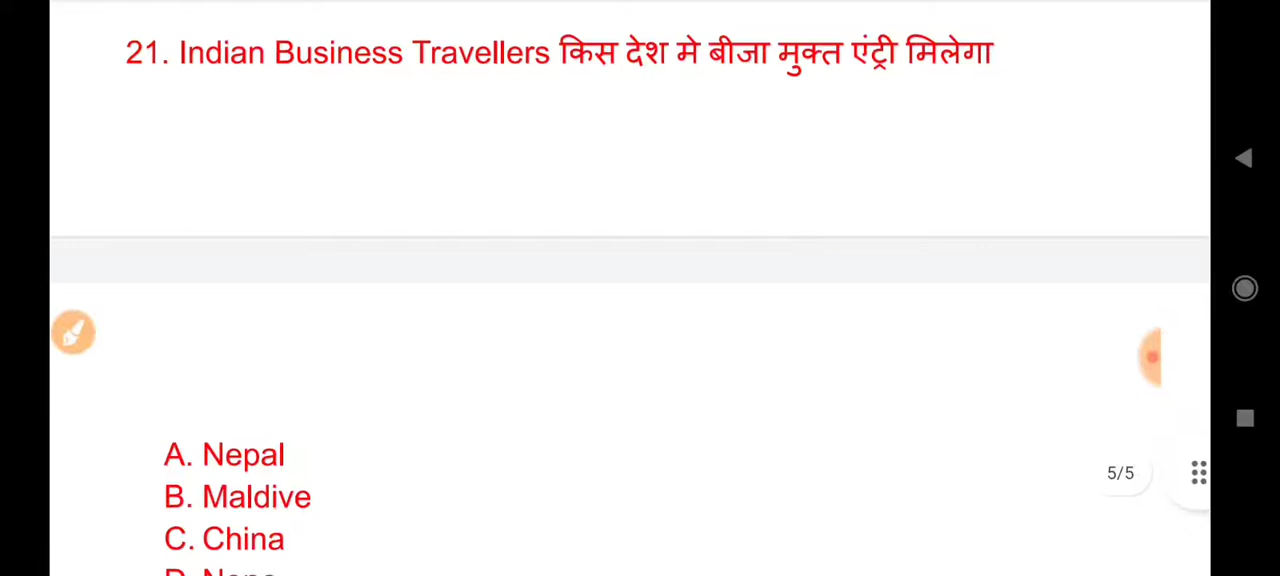 21. Indian Business Travellers किस देश मे बीजा मुक्त एंट्री मिलेगा
A. Nepal
B. Maldive
5/5
C. China